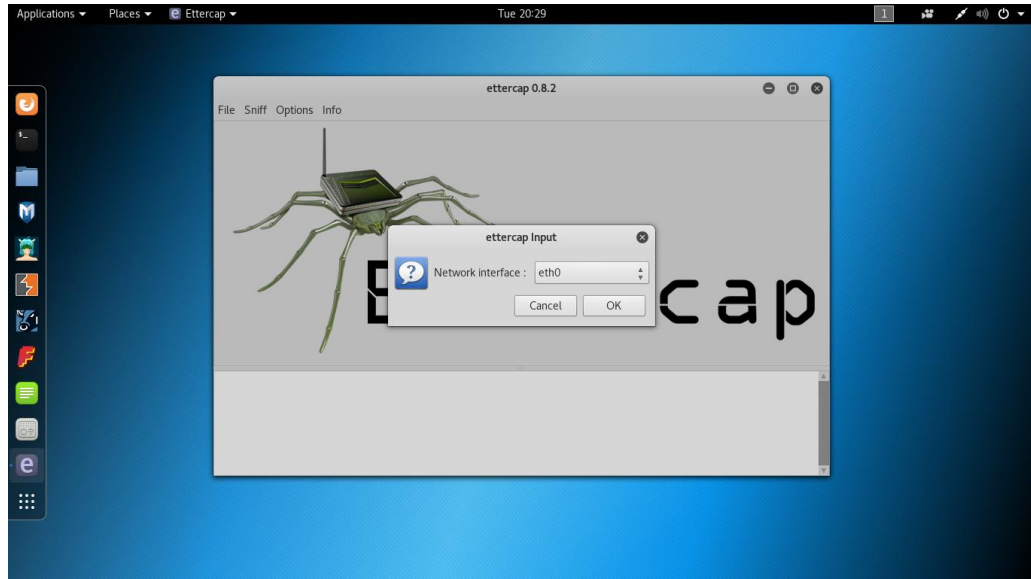 Applications Places Ettercap Tue 20:29 1
ettercap 0.8.2
File Sniff Options Info
ettercap Input
Network interface : eth0
Cancel OK
E cap
$_
M
e